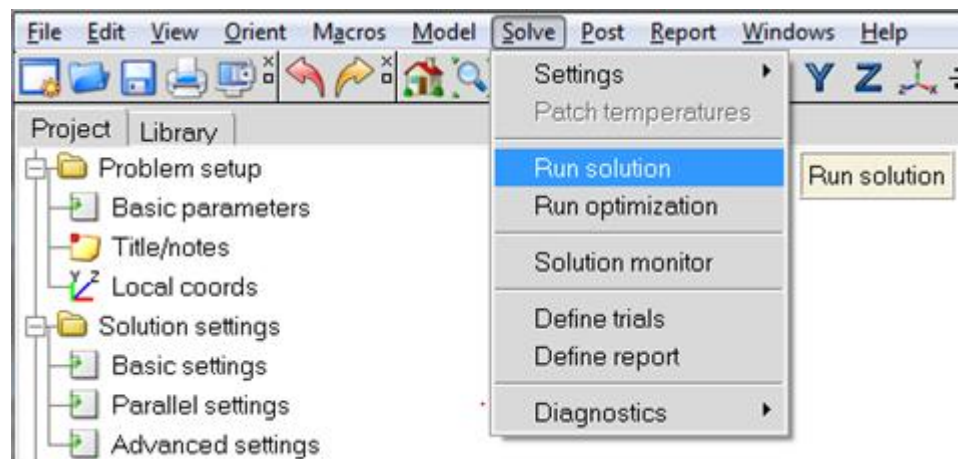 File Edit View Orient Macros Model Solve Post Report Windows Help
Y Z
Project Library
Problem setup
Basic parameters
Title/notes
Y Z Local coords
Solution settings
Basic settings
Parallel settings
Advanced settings
Settings
Patch temperatures
Run solution
Run optimization
Solution monitor
Define trials
Define report
Diagnostics
Run solution